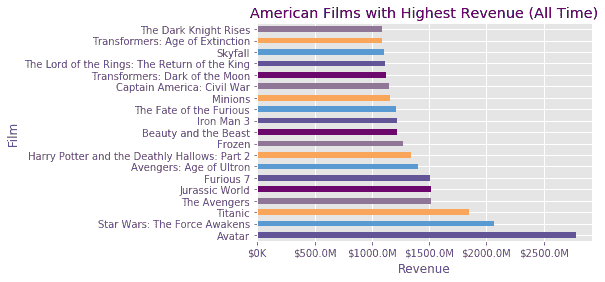 American Films with Highest Revenue (All Time)
Film
The Dark Knight Rises
Transformers: Age of Extinction
Skyfall
The Lord of the Rings: The Return of the King
Transformers: Dark of the Moon
Captain America: Civil War
Minions
The Fate of the Furious
Iron Man 3
Beauty and the Beast
Frozen
Harry Potter and the Deathly Hallows: Part 2
Avengers: Age of Ultron
Furious 7
Jurassic World
The Avengers
Titanic
Star Wars: The Force Awakens
Avatar
$0K $500.0M $1000.0M $1500.0M $2000.0M $2500.0M
Revenue